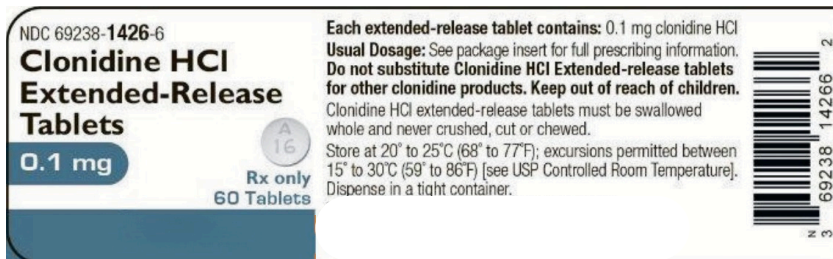 NDC 69238-1426-6
Clonidine HCl
Extended-Release
Tablets
0.1 mg
A
16
Rx only
60 Tablets
Each extended-release tablet contains: 0.1 mg clonidine HCl
Usual Dosage: See package insert for full prescribing information.
Do not substitute Clonidine HCl Extended-release tablets
for other clonidine products. Keep out of reach of children.
Clonidine HCl extended-release tablets must be swallowed
whole and never crushed, cut or chewed.
Store at 20° to 25°C (68° to 77°F); excursions permitted between
15° to 30°C (59° to 86°F) [see USP Controlled Room Temperature].
Dispense in a tight container.
N 3 69238 14266 2